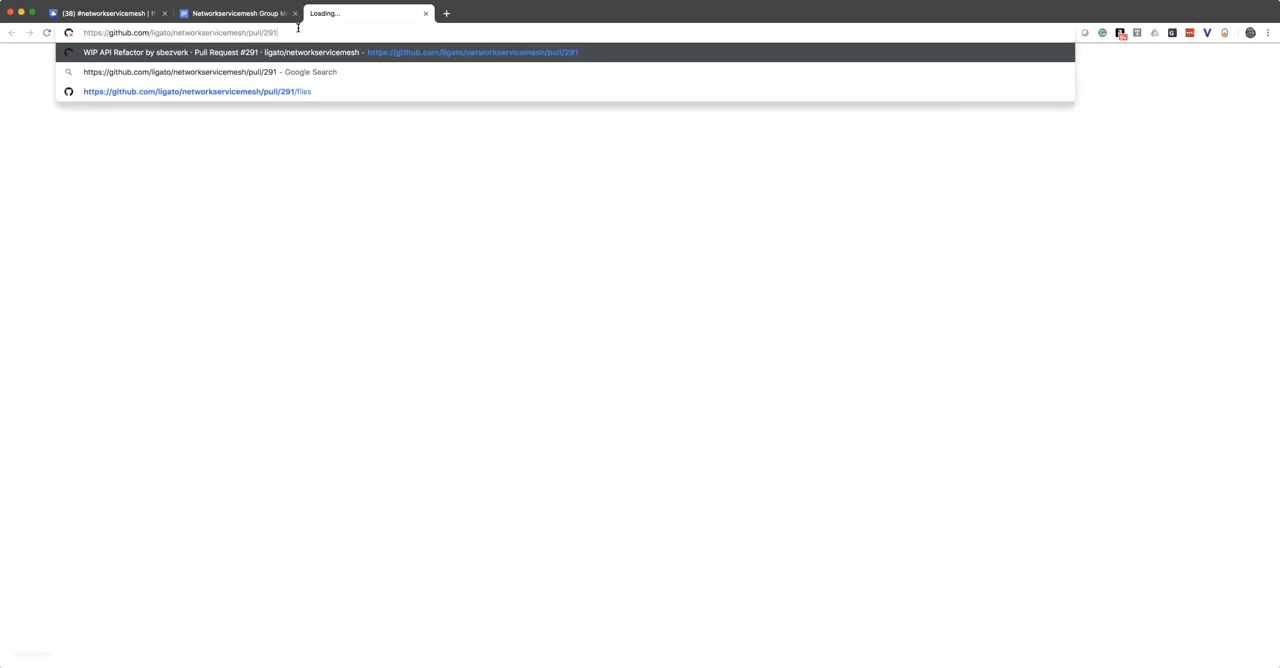 (38) #networkservicemesh | fr
Networkservicemesh Group M
Loading...
https://github.com/ligato/networkservicemesh/pull/291
WIP API Refactor by sbezverk · Pull Request #291 · ligato/networkservicemesh - https://github.com/ligato/networkservicemesh/pull/291
https://github.com/ligato/networkservicemesh/pull/291 - Google Search
https://github.com/ligato/networkservicemesh/pull/291/files